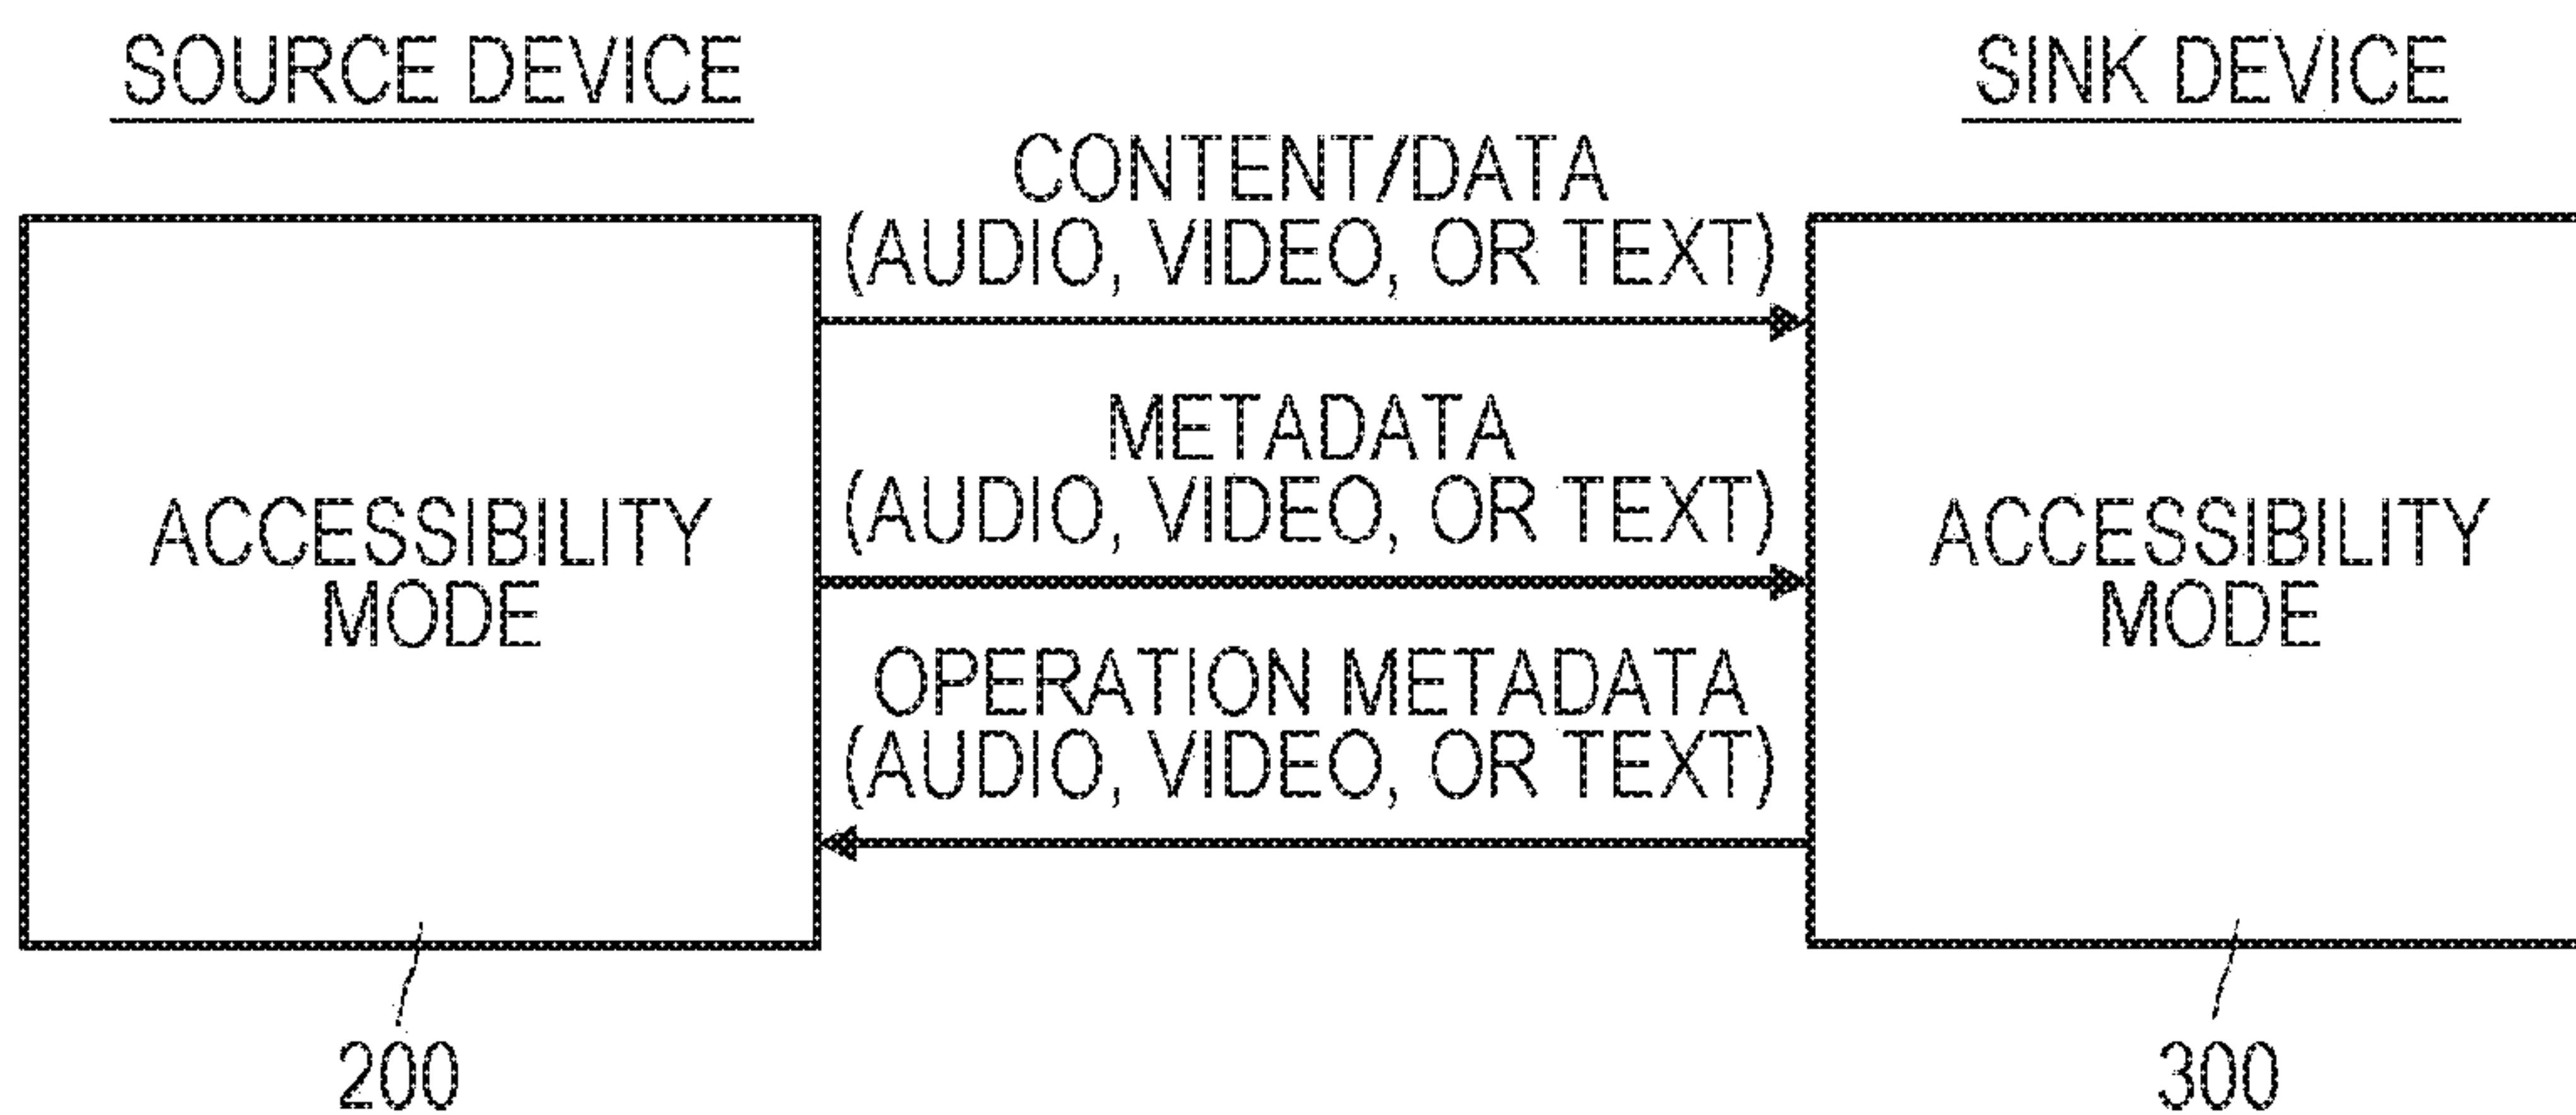 SOURCE DEVICE
SINK DEVICE
CONTENT/DATA
(AUDIO, VIDEO, OR TEXT)
METADATA
(AUDIO, VIDEO, OR TEXT)
ACCESSIBILITY
MODE
ACCESSIBILITY
MODE
OPERATION METADATA
(AUDIO, VIDEO, OR TEXT)
200
300